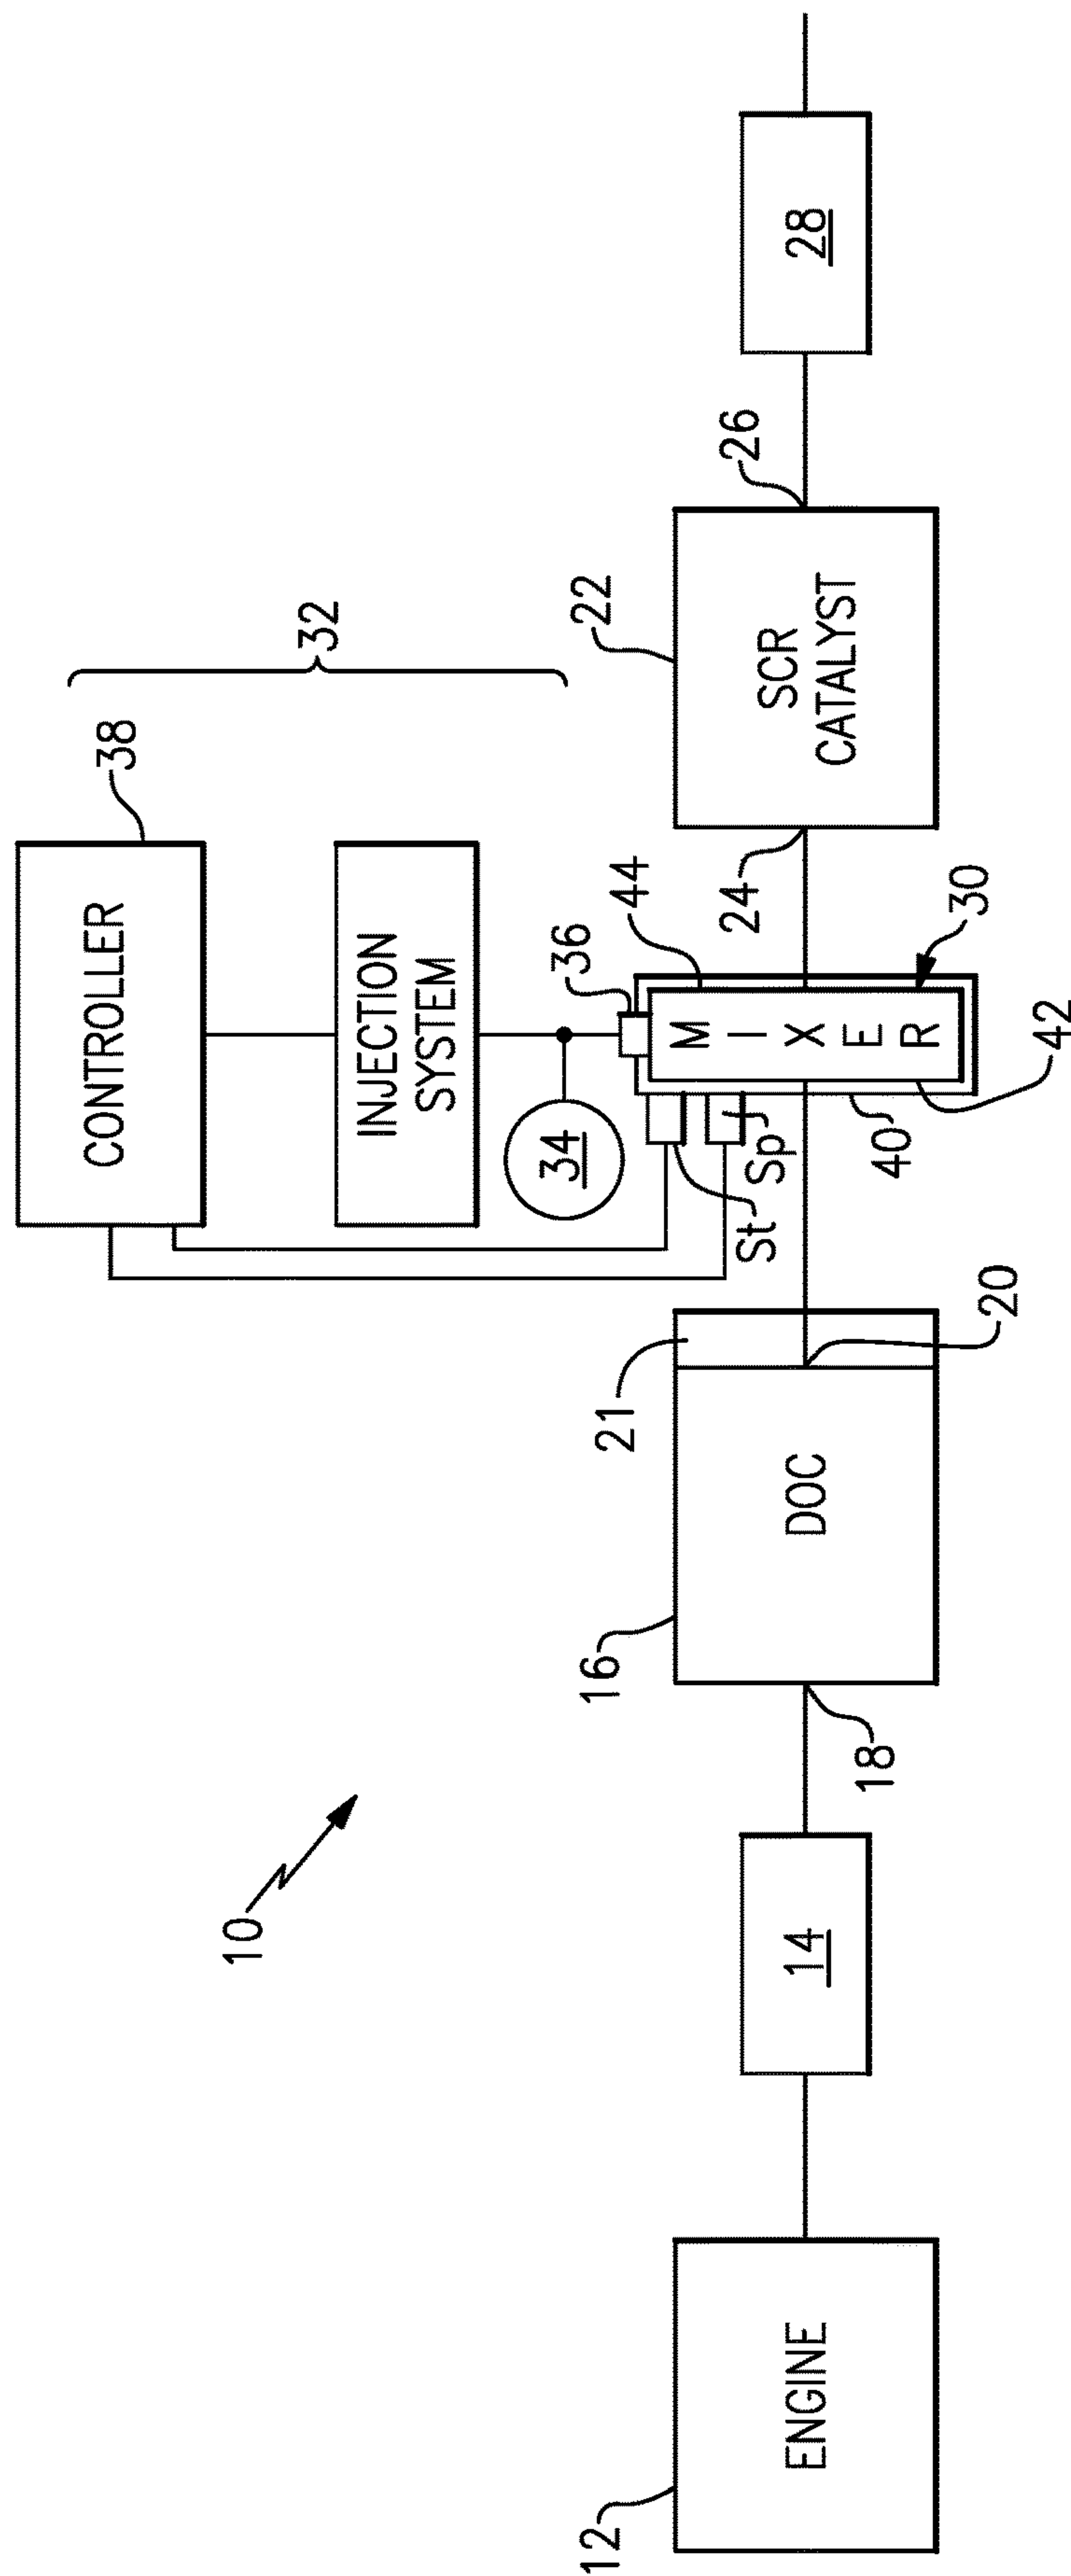 10
32
38
CONTROLLER
INJECTION
SYSTEM
34
36
44
St
Sp
MIXER
40
42
30
12
ENGINE
14
16
18
DOC
21
20
22
24
SCR
CATALYST
26
28